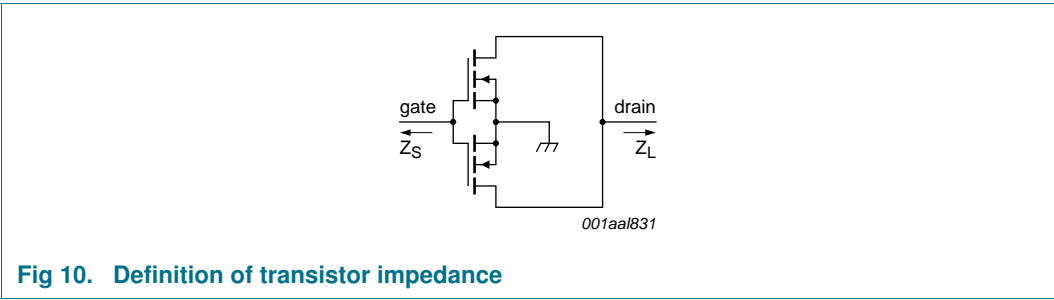 gate
drain
Z_S
Z_L
001aal831
Fig 10. Definition of transistor impedance